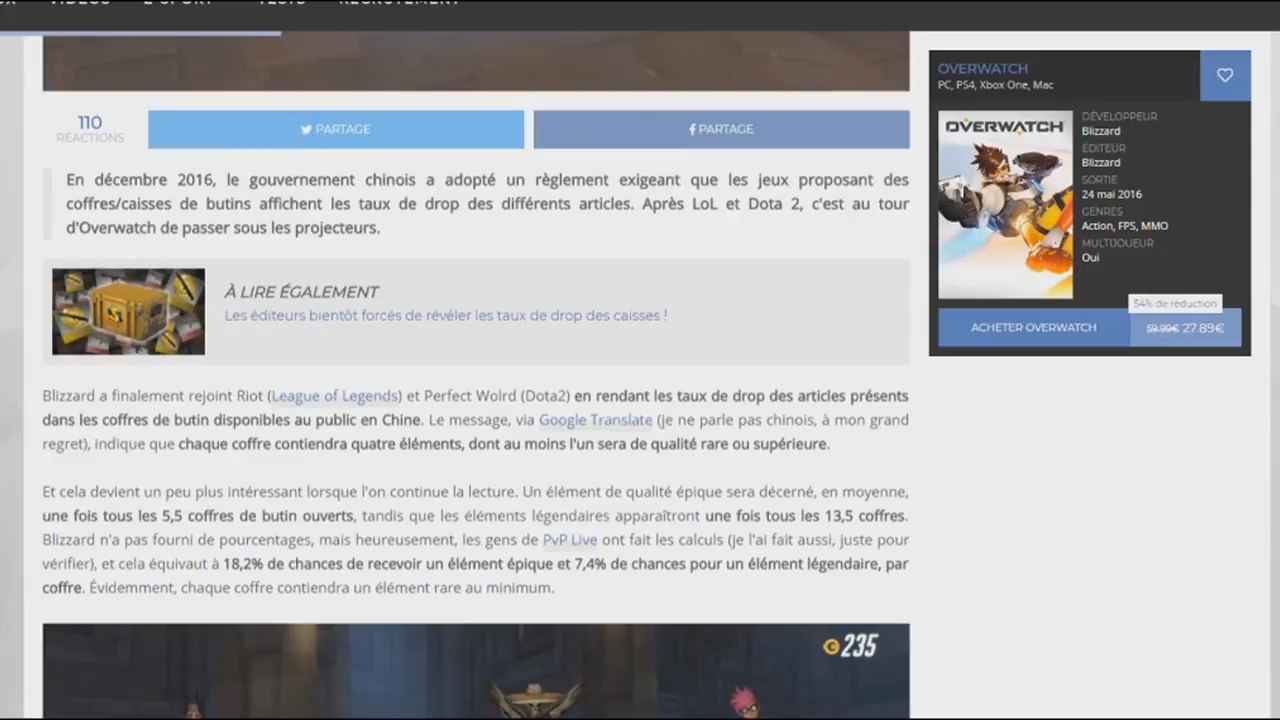 VIDÉOS E-SPORT TESTS RECRUTEMENT
110
RÉACTIONS
PARTAGE
PARTAGE
En décembre 2016, le gouvernement chinois a adopté un règlement exigeant que les jeux proposant des
coffres/caisses de butins affichent les taux de drop des différents articles. Après LoL et Dota 2, c'est au tour
d'Overwatch de passer sous les projecteurs.
À LIRE ÉGALEMENT
Les éditeurs bientôt forcés de révéler les taux de drop des caisses !
Blizzard a finalement rejoint Riot (League of Legends) et Perfect Wolrd (Dota2) en rendant les taux de drop des articles présents
dans les coffres de butin disponibles au public en Chine. Le message, via Google Translate (je ne parle pas chinois, à mon grand
regret), indique que chaque coffre contiendra quatre éléments, dont au moins l'un sera de qualité rare ou supérieure.
Et cela devient un peu plus intéressant lorsque l'on continue la lecture. Un élément de qualité épique sera décerné, en moyenne,
une fois tous les 5,5 coffres de butin ouverts, tandis que les éléments légendaires apparaîtront une fois tous les 13,5 coffres.
Blizzard n'a pas fourni de pourcentages, mais heureusement, les gens de PvP Live ont fait les calculs (je l'ai fait aussi, juste pour
vérifier), et cela équivaut à 18,2% de chances de recevoir un élément épique et 7,4% de chances pour un élément légendaire, par
coffre. Évidemment, chaque coffre contiendra un élément rare au minimum.
235
OVERWATCH
PC, PS4, Xbox One, Mac
OVERWATCH
DÉVELOPPEUR
Blizzard
ÉDITEUR
Blizzard
SORTIE
24 mai 2016
GENRES
Action, FPS, MMO
MULTIJOUEUR
Oui
54% de réduction
ACHETER OVERWATCH 59.99€ 27.89€